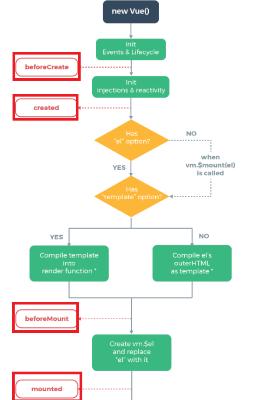 new Vue()
Init
Events & Lifecycle
beforeCreate
Init
injections & reactivity
created
Has
"el" option?
NO
when
vm.$mount(el)
is called
YES
Has
"template" option?
YES
NO
Compile template
into
render function *
Compile el's
outerHTML
as template *
beforeMount
Create vm.$el
and replace
"el" with it
mounted